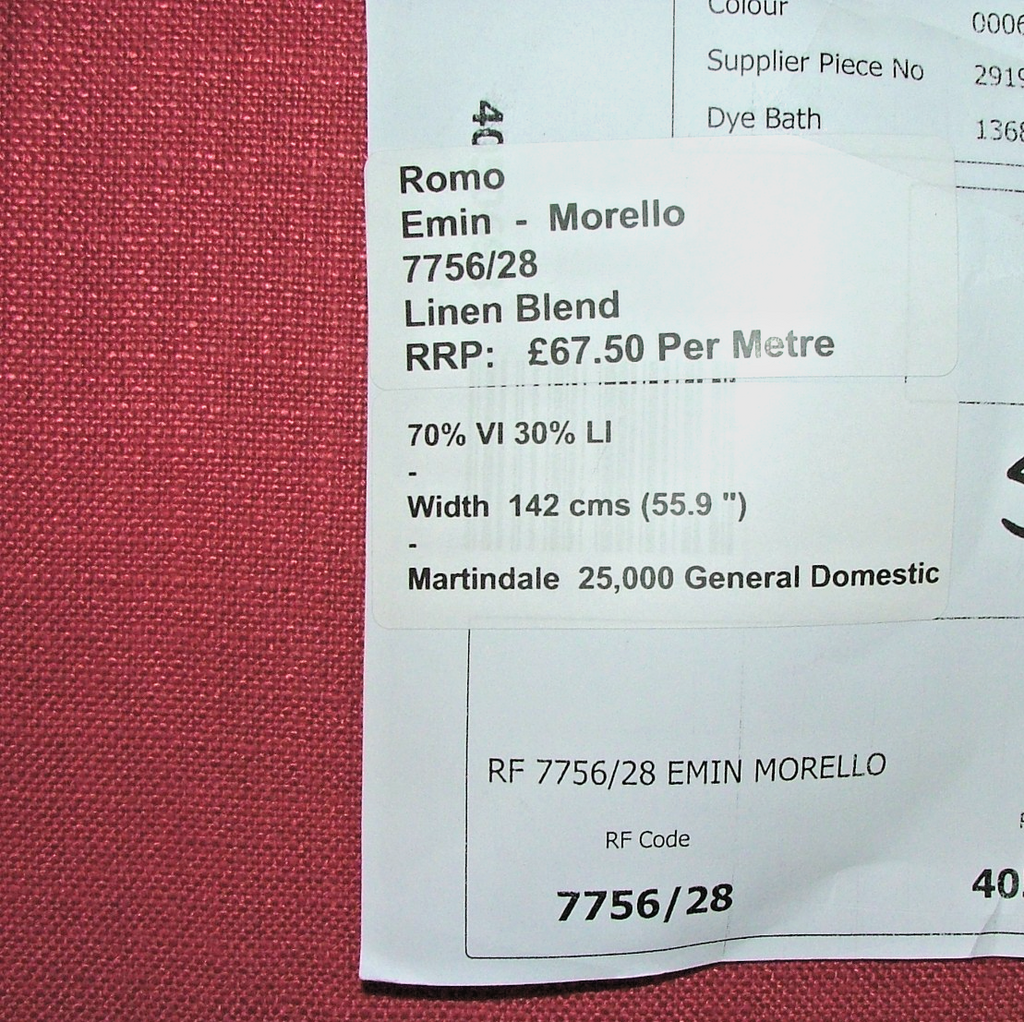 Colour
Supplier Piece No
Dye Bath
Romo
Emin - Morello
7756/28
Linen Blend
RRP: £67.50 Per Metre
70% VI 30% LI
-
Width 142 cms (55.9 ")
-
Martindale 25,000 General Domestic
RF 7756/28 EMIN MORELLO
RF Code
7756/28
40.